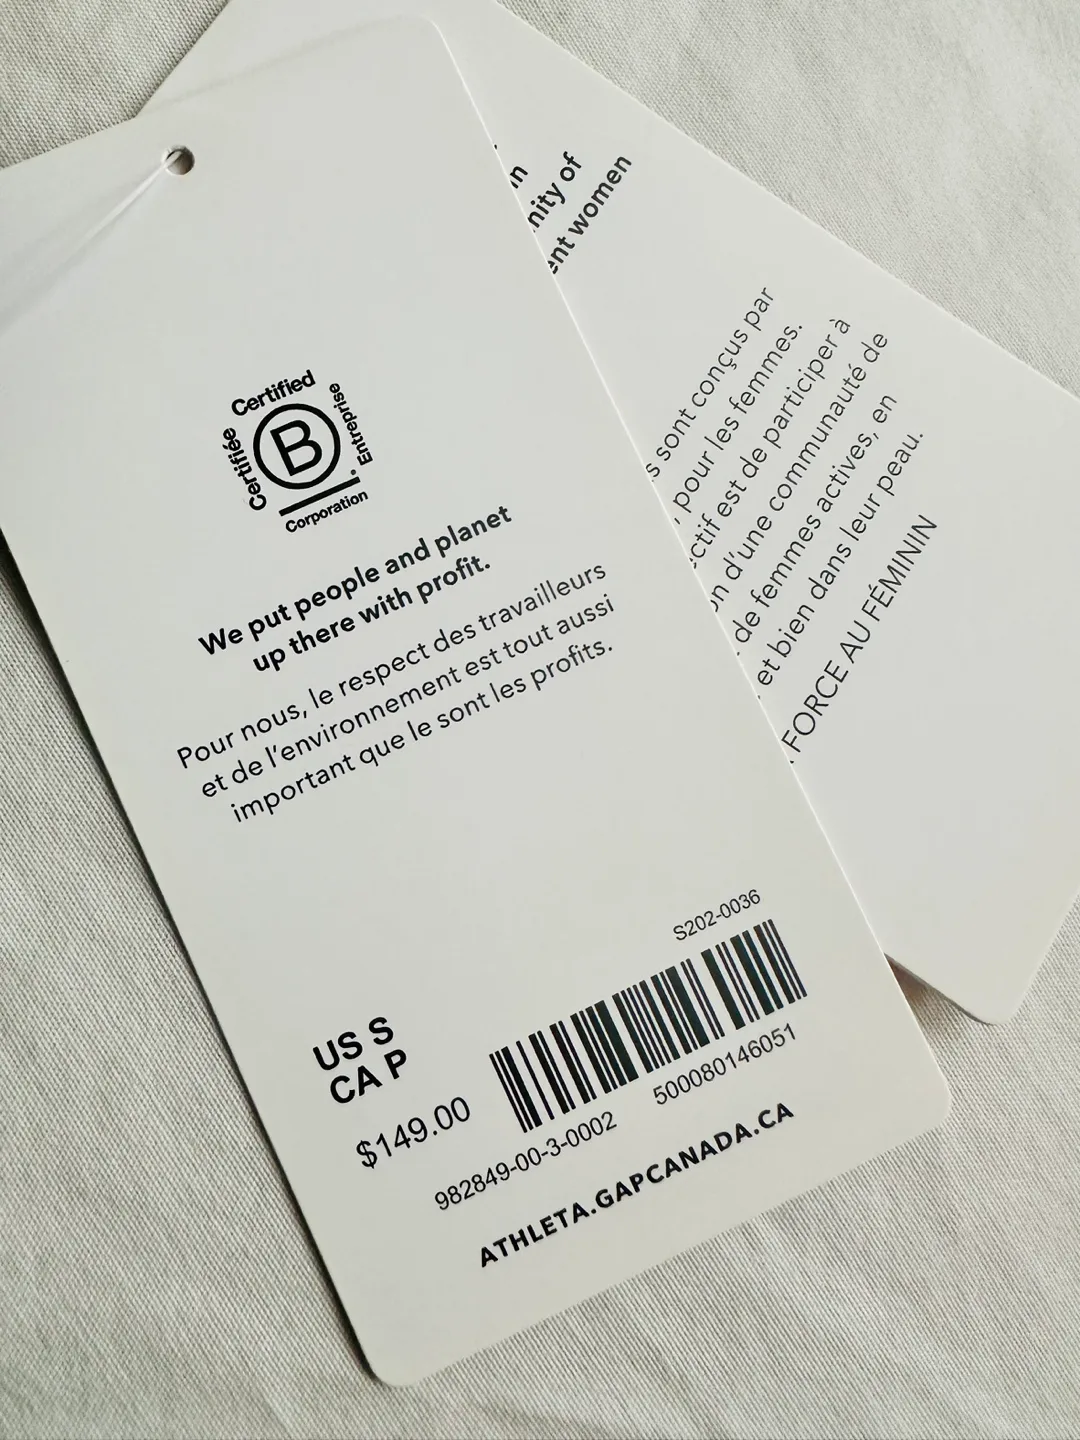 Certified
Certifiée
B
Entreprise
Corporation
We put people and planet
up there with profit.
Pour nous, le respect des travailleurs
et de l'environnement est tout aussi
important que le sont les profits.
S202-0036
US S
CA P
$149.00
982849-00-3-0002
500080146051
ATHLETA.GAPCANADA.CA
of
women
sont conçus par
, pour les femmes.
est de participer à
d'une communauté de
de femmes actives, en
et bien dans leur peau.
FORCE AU FÉMININ